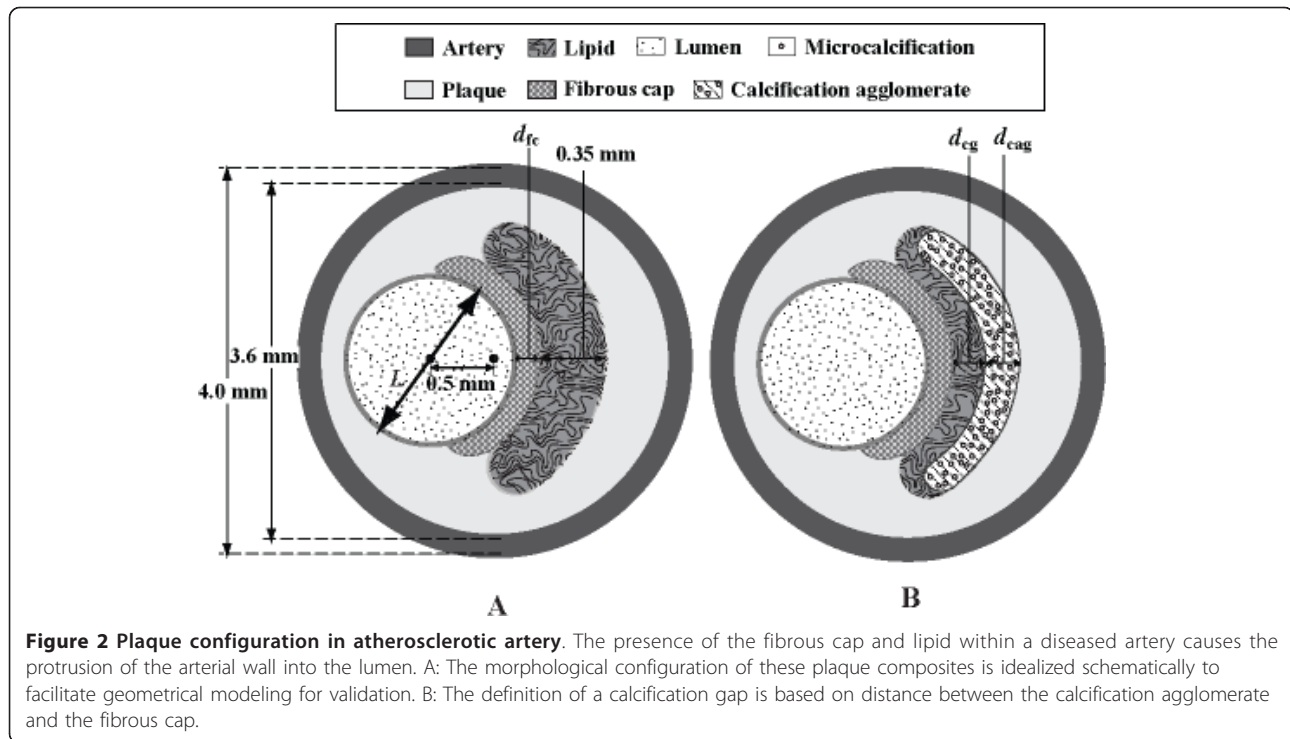 Artery Lipid Lumen Microcalcification
Plaque Fibrous cap Calcification agglomerate
dfc
0.35 mm
dcg
dcag
3.6 mm
4.0 mm
L
0.5 mm
A
B
Figure 2 Plaque configuration in atherosclerotic artery. The presence of the fibrous cap and lipid within a diseased artery causes the
protrusion of the arterial wall into the lumen. A: The morphological configuration of these plaque composites is idealized schematically to
facilitate geometrical modeling for validation. B: The definition of a calcification gap is based on distance between the calcification agglomerate
and the fibrous cap.